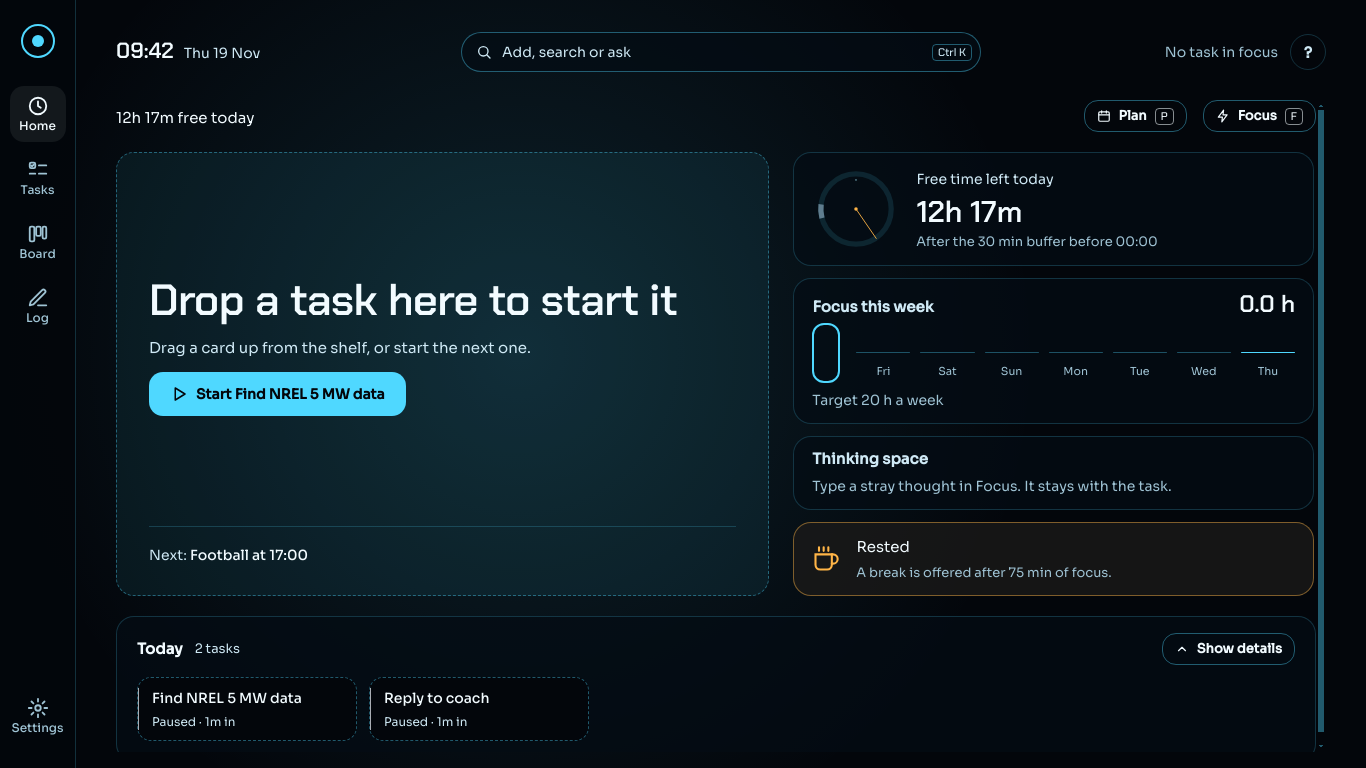 09:42 Thu 19 Nov
Add, search or ask
Ctrl K
No task in focus
?
Home
Tasks
Board
Log
Settings
12h 17m free today
Plan P
Focus F
Drop a task here to start it
Drag a card up from the shelf, or start the next one.
Start Find NREL 5 MW data
Next: Football at 17:00
Free time left today
12h 17m
After the 30 min buffer before 00:00
Focus this week
0.0 h
Fri Sat Sun Mon Tue Wed Thu
Target 20 h a week
Thinking space
Type a stray thought in Focus. It stays with the task.
Rested
A break is offered after 75 min of focus.
Today 2 tasks
Show details
Find NREL 5 MW data
Paused · 1m in
Reply to coach
Paused · 1m in